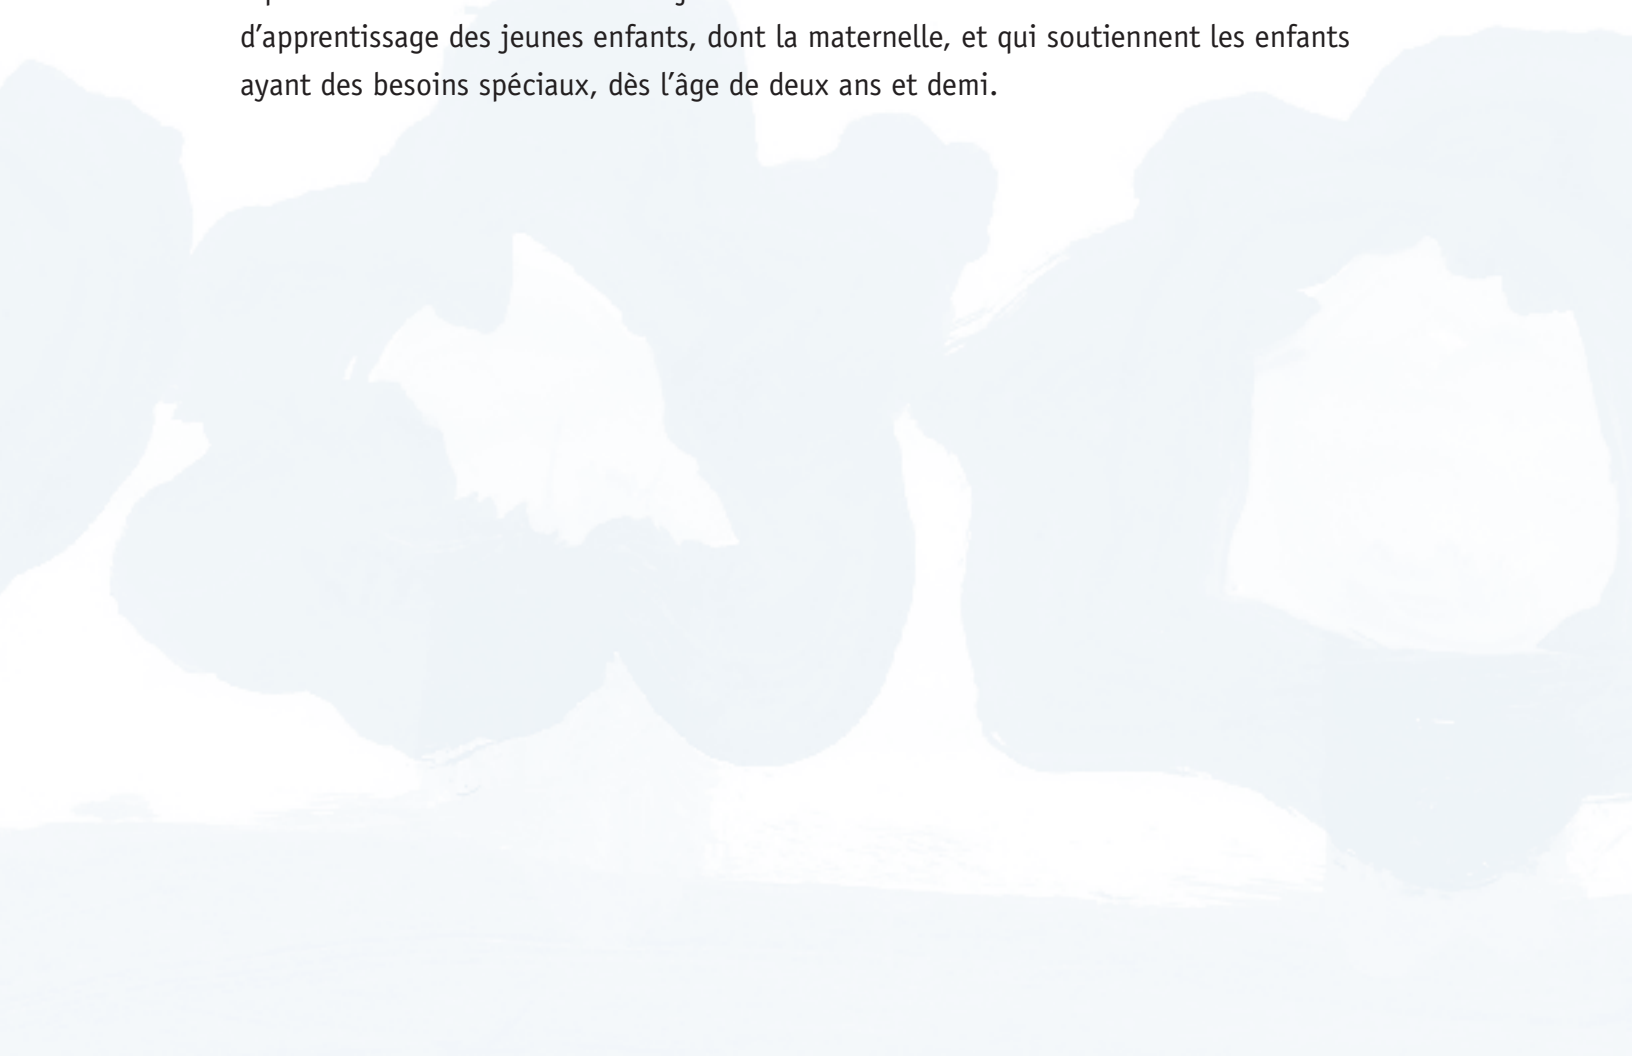 d’apprentissage des jeunes enfants, dont la maternelle, et qui soutiennent les enfants
ayant des besoins spéciaux, dès l’âge de deux ans et demi.